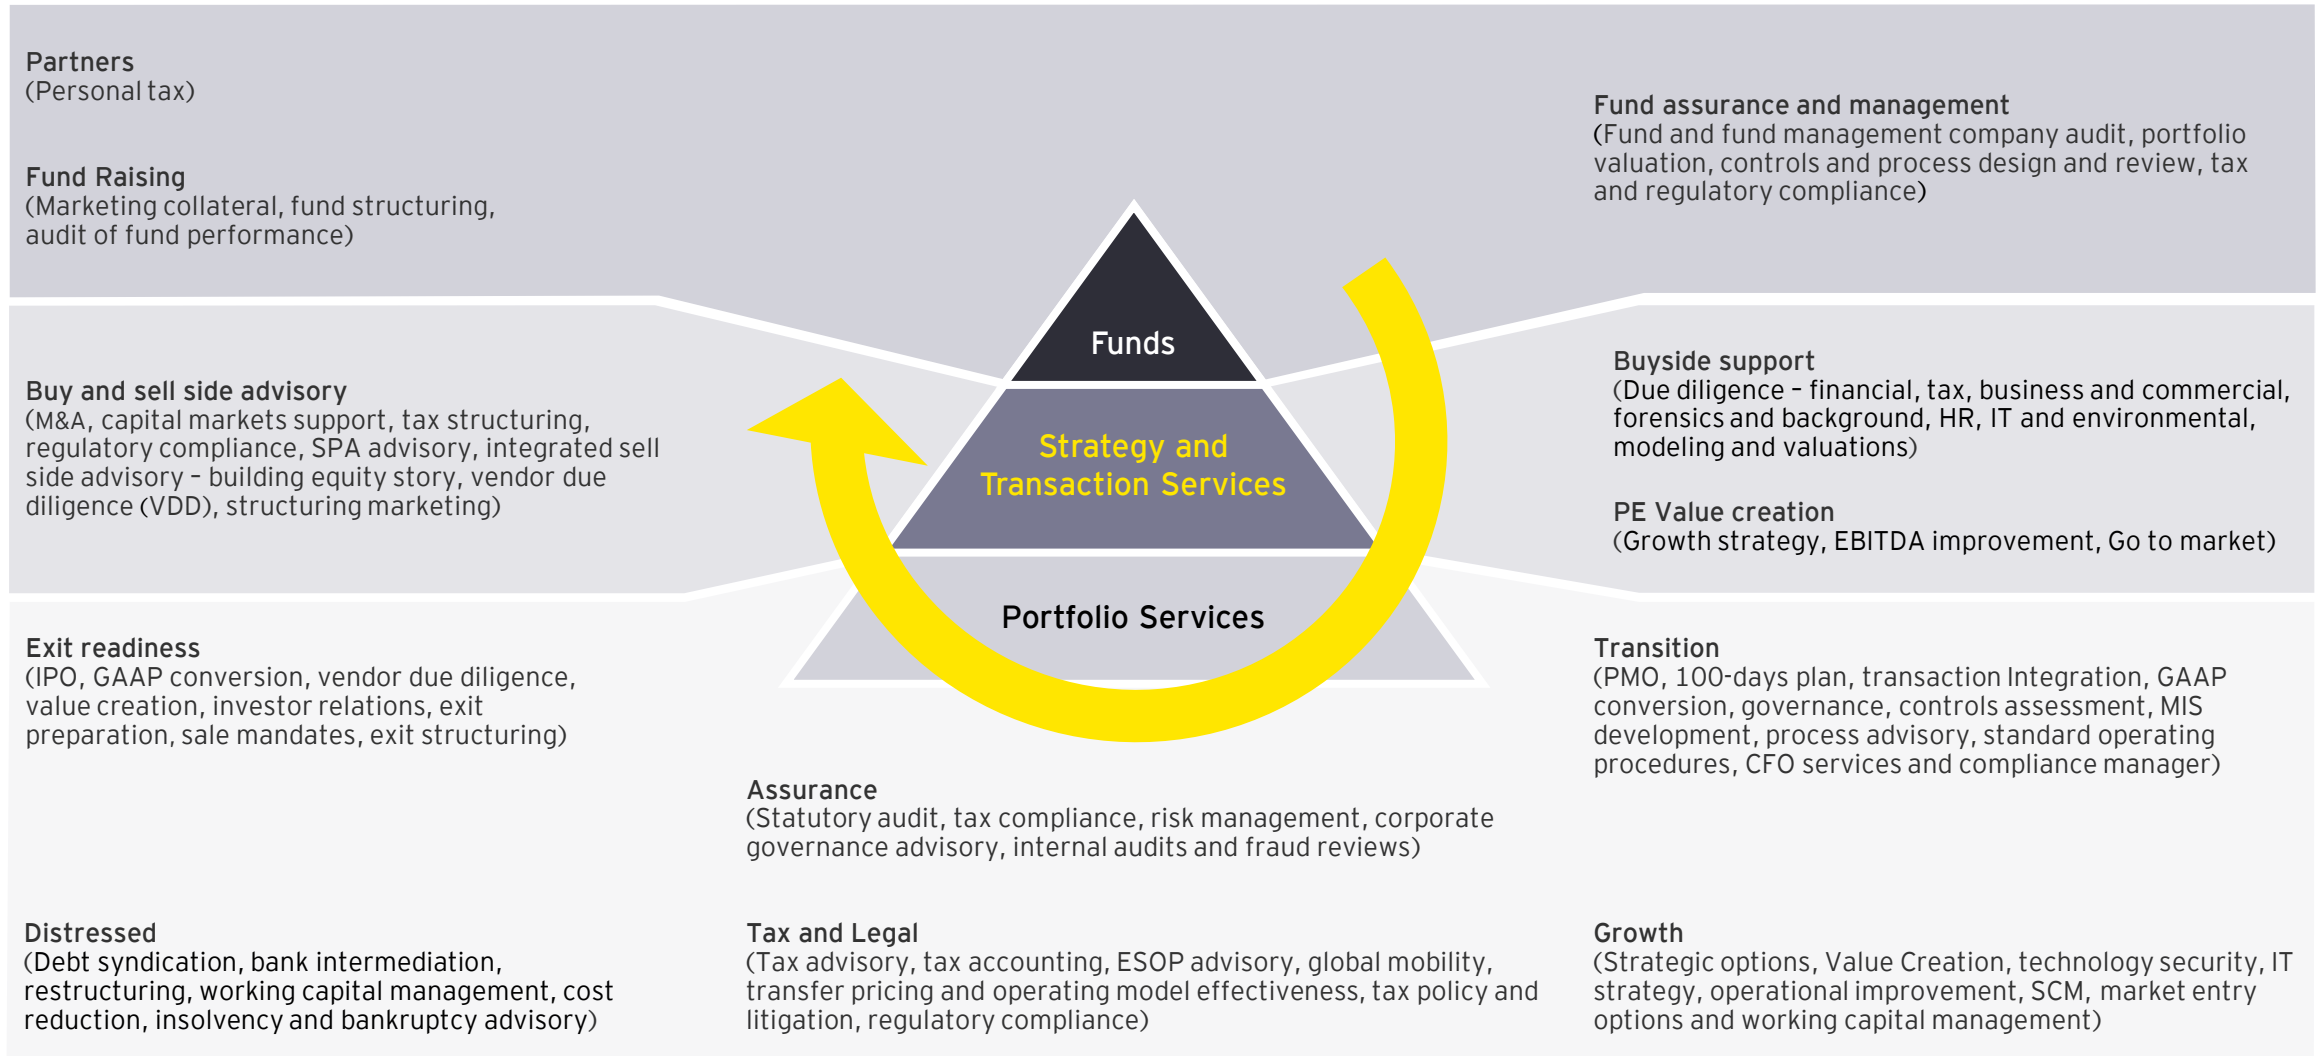 Partners
(Personal tax)
Fund Raising
(Marketing collateral, fund structuring,
audit of fund performance)
Fund assurance and management
(Fund and fund management company audit, portfolio
valuation, controls and process design and review, tax
and regulatory compliance)
Funds
Buy and sell side advisory
(M&A, capital markets support, tax structuring,
regulatory compliance, SPA advisory, integrated sell
side advisory – building equity story, vendor due
diligence (VDD), structuring marketing)
Strategy and
Transaction Services
Buyside support
(Due diligence – financial, tax, business and commercial,
forensics and background, HR, IT and environmental,
modeling and valuations)
PE Value creation
(Growth strategy, EBITDA improvement, Go to market)
Portfolio Services
Exit readiness
(IPO, GAAP conversion, vendor due diligence,
value creation, investor relations, exit
preparation, sale mandates, exit structuring)
Transition
(PMO, 100-days plan, transaction Integration, GAAP
conversion, governance, controls assessment, MIS
development, process advisory, standard operating
procedures, CFO services and compliance manager)
Assurance
(Statutory audit, tax compliance, risk management, corporate
governance advisory, internal audits and fraud reviews)
Distressed
(Debt syndication, bank intermediation,
restructuring, working capital management, cost
reduction, insolvency and bankruptcy advisory)
Tax and Legal
(Tax advisory, tax accounting, ESOP advisory, global mobility,
transfer pricing and operating model effectiveness, tax policy and
litigation, regulatory compliance)
Growth
(Strategic options, Value Creation, technology security, IT
strategy, operational improvement, SCM, market entry
options and working capital management)